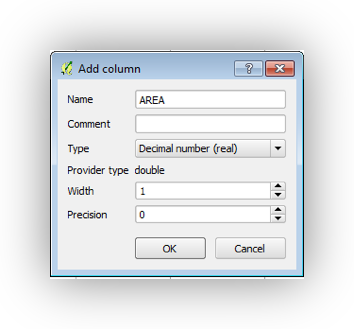 Add column
?
Name AREA
Comment
Type Decimal number (real)
Provider type double
Width 1
Precision 0
OK Cancel